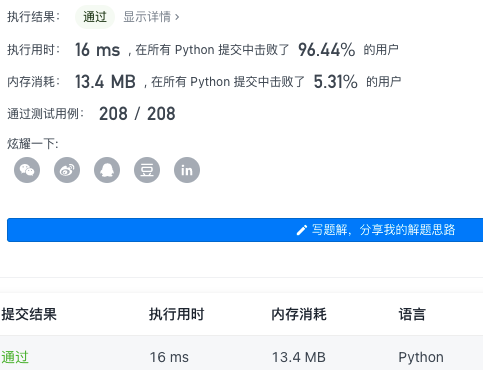 执行结果： 通过 显示详情 ›
执行用时： 16 ms , 在所有 Python 提交中击败了 96.44% 的用户
内存消耗： 13.4 MB , 在所有 Python 提交中击败了 5.31% 的用户
通过测试用例： 208 / 208
炫耀一下:
豆 in
写题解，分享我的解题思路
提交结果 执行用时 内存消耗 语言
通过 16 ms 13.4 MB Python